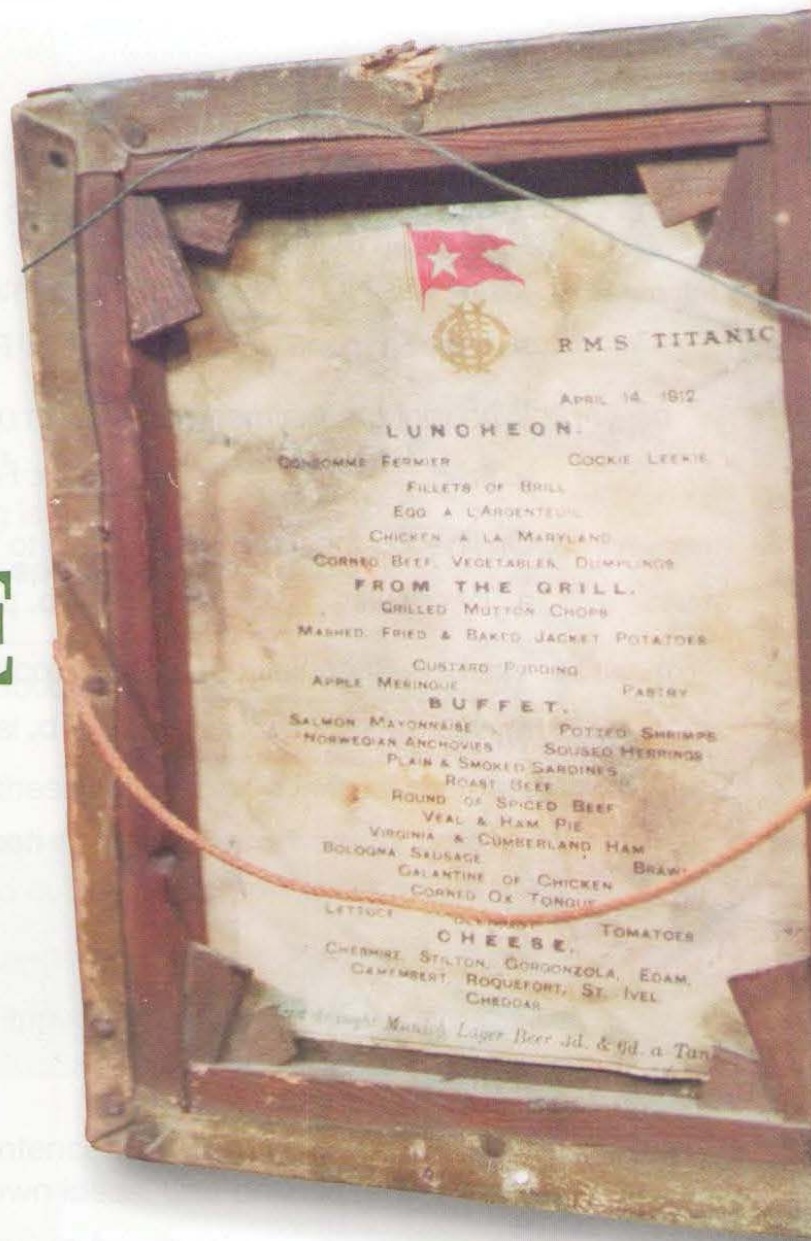 E
RMS TITANIC
APRIL 14, 1912.
LUNCHEON.
CONSOMME FERMIER COCKIE LEEKIE
FILLETS OF BRILL
EGG A L'ARGENTEUIL
CHICKEN A LA MARYLAND
CORNED BEEF, VEGETABLES, DUMPLINGS
FROM THE GRILL.
GRILLED MUTTON CHOPS
MASHED, FRIED & BAKED JACKET POTATOES
CUSTARD PUDDING
APPLE MERINGUE PASTRY
BUFFET.
SALMON MAYONNAISE POTTED SHRIMPS
NORWEGIAN ANCHOVIES SOUSED HERRINGS
PLAIN & SMOKED SARDINES
ROAST BEEF
ROUND OF SPICED BEEF
VEAL & HAM PIE
VIRGINIA & CUMBERLAND HAM
BOLOGNA SAUSAGE BRAWN
GALANTINE OF CHICKEN
CORNED OX TONGUE
LETTUCE TOMATOES
CHEESE.
CHESHIRE, STILTON, GORGONZOLA, EDAM,
CAMEMBERT, ROQUEFORT, ST. IVEL
CHEDDAR
draught Munich Lager Beer 3d. & 6d. a Tan